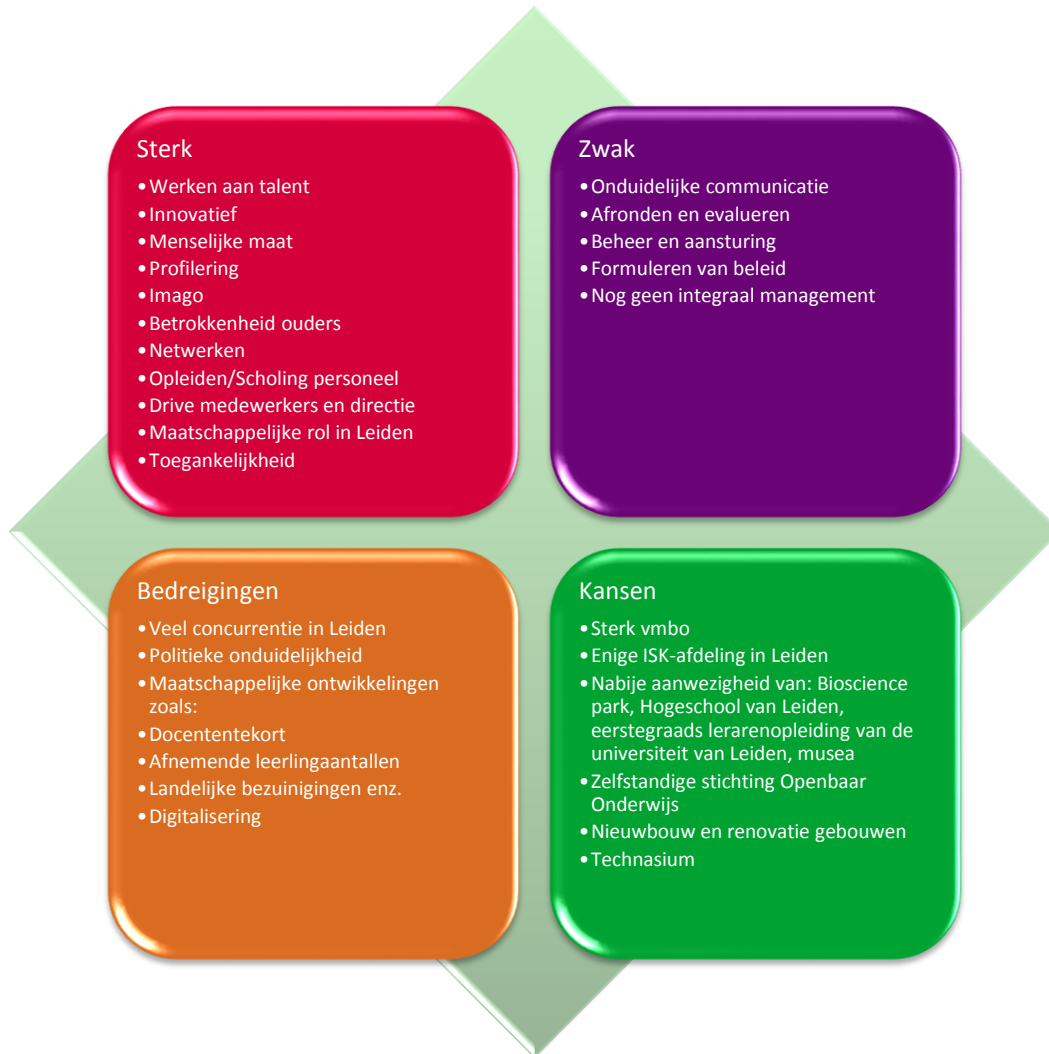 Sterk
•Werken aan talent
•Innovatief
•Menselijke maat
•Profilering
•Imago
•Betrokkenheid ouders
•Netwerken
•Opleiden/Scholing personeel
•Drive medewerkers en directie
•Maatschappelijke rol in Leiden
•Toegankelijkheid
Zwak
•Onduidelijke communicatie
•Afronden en evalueren
•Beheer en aansturing
•Formuleren van beleid
•Nog geen integraal management
Bedreigingen
•Veel concurrentie in Leiden
•Politieke onduidelijkheid
•Maatschappelijke ontwikkelingen
zoals:
•Docententekort
•Afnemende leerlingaantallen
•Landelijke bezuinigingen enz.
•Digitalisering
Kansen
•Sterk vmbo
•Enige ISK-afdeling in Leiden
•Nabije aanwezigheid van: Bioscience
park, Hogeschool van Leiden,
eerstegraads lerarenopleiding van de
universiteit van Leiden, musea
•Zelfstandige stichting Openbaar
Onderwijs
•Nieuwbouw en renovatie gebouwen
•Technasium